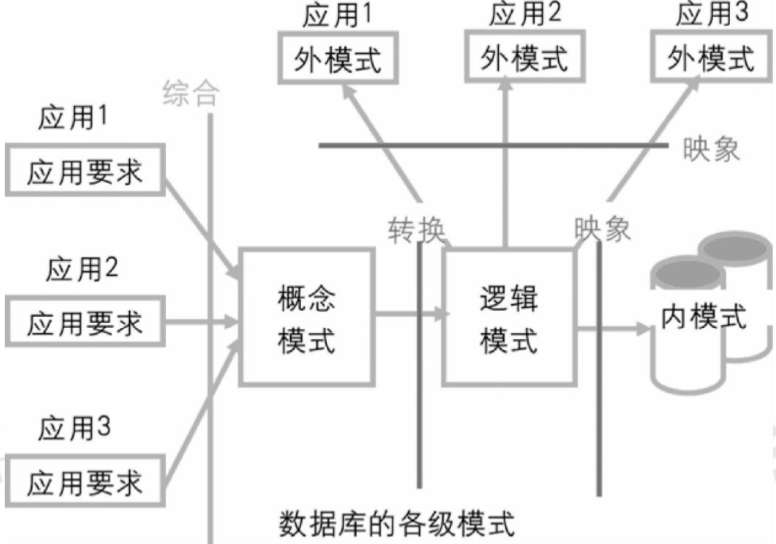 应用1
应用2
应用3
外模式
外模式
外模式
综合
应用1
映象
应用要求
转换
映象
应用2
概念
模式
逻辑
模式
内模式
应用要求
应用3
应用要求
数据库的各级模式